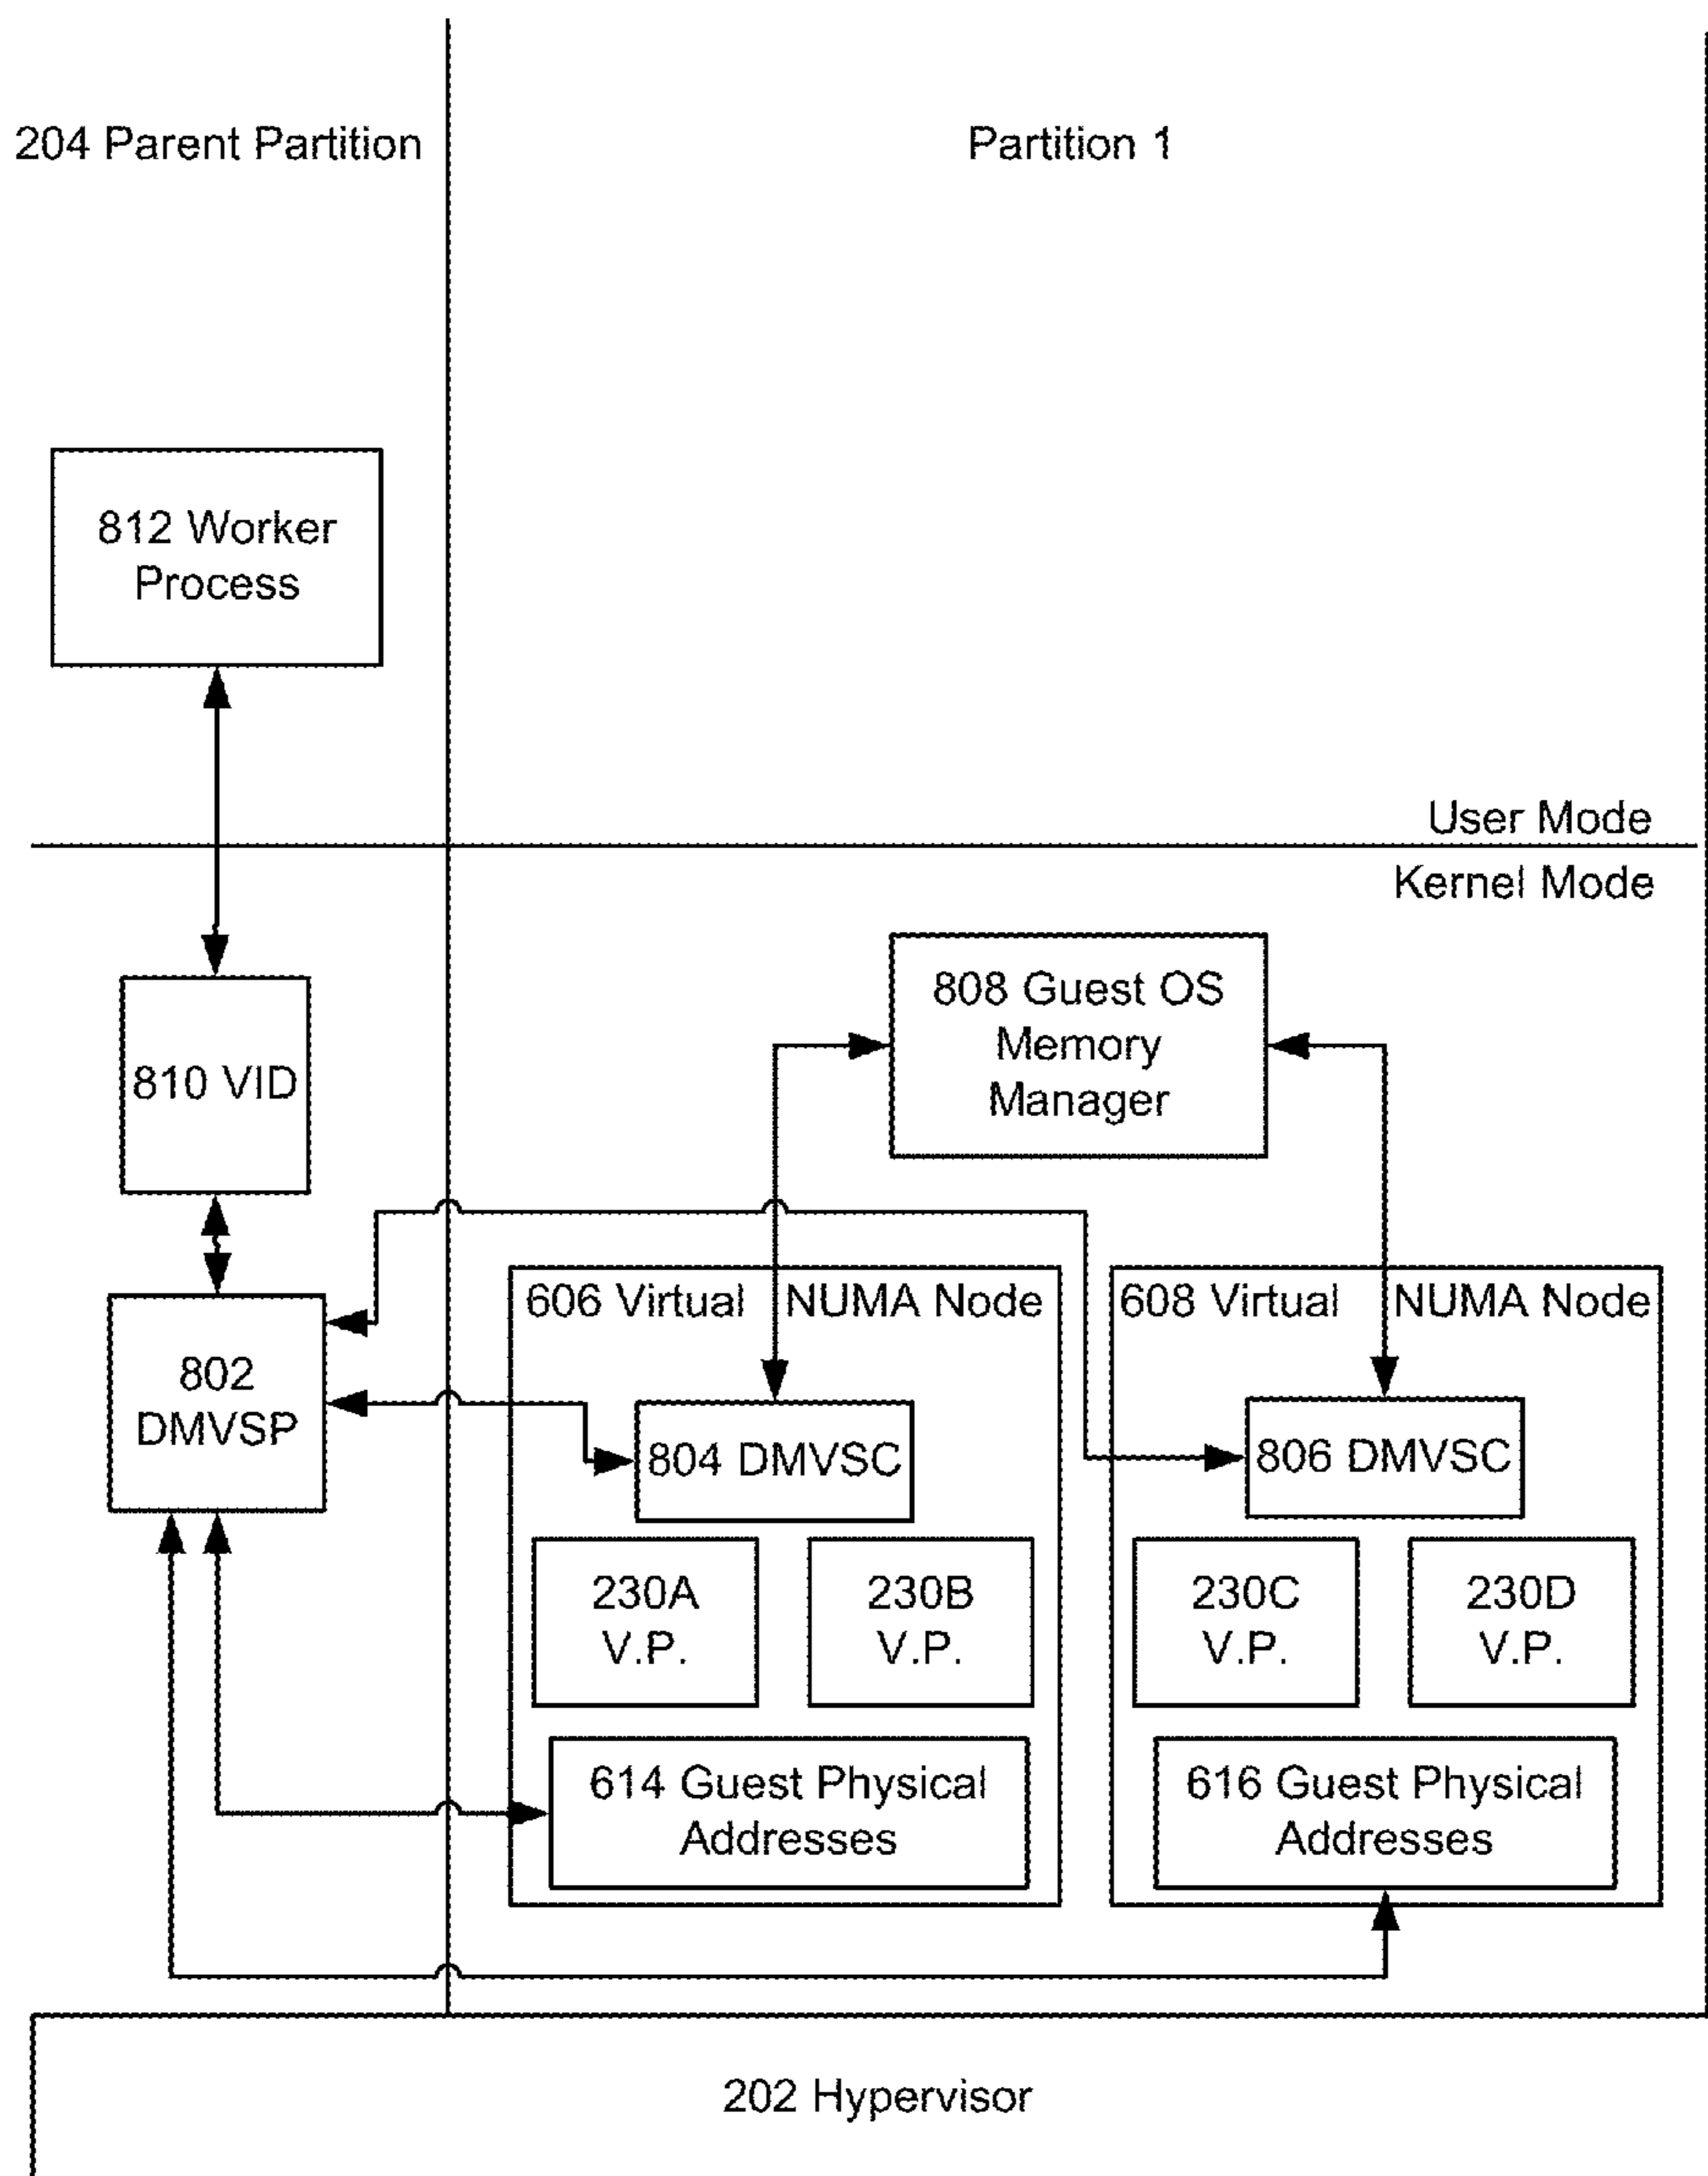 204 Parent Partition
Partition 1
812 Worker
Process
User Mode
Kernel Mode
808 Guest OS
Memory
Manager
810 VID
606 Virtual NUMA Node
608 Virtual NUMA Node
802
DMVSP
804 DMVSC
806 DMVSC
230A
V.P.
230B
V.P.
230C
V.P.
230D
V.P.
614 Guest Physical
Addresses
616 Guest Physical
Addresses
202 Hypervisor